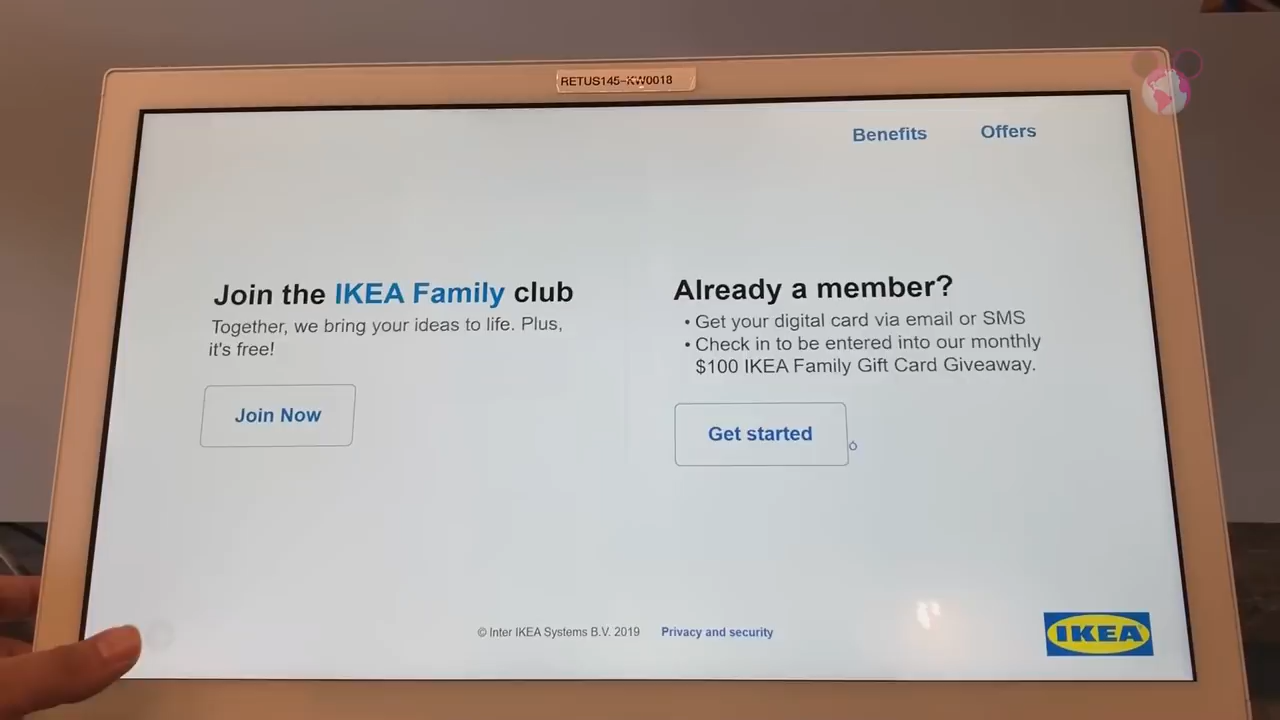 RETUS145-KW0018
Benefits Offers
Join the IKEA Family club
Together, we bring your ideas to life. Plus,
it's free!
Join Now
Already a member?
• Get your digital card via email or SMS
• Check in to be entered into our monthly
$100 IKEA Family Gift Card Giveaway.
Get started
© Inter IKEA Systems B.V. 2019 Privacy and security
IKEA